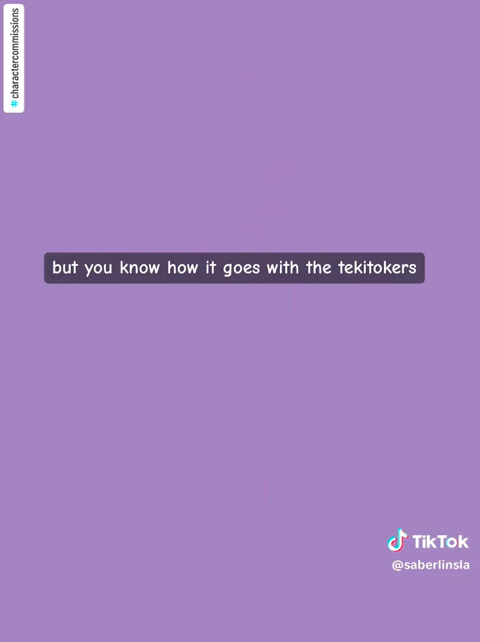 #charactercommissions
but you know how it goes with the tekitokers
TikTok
@saberlinsla